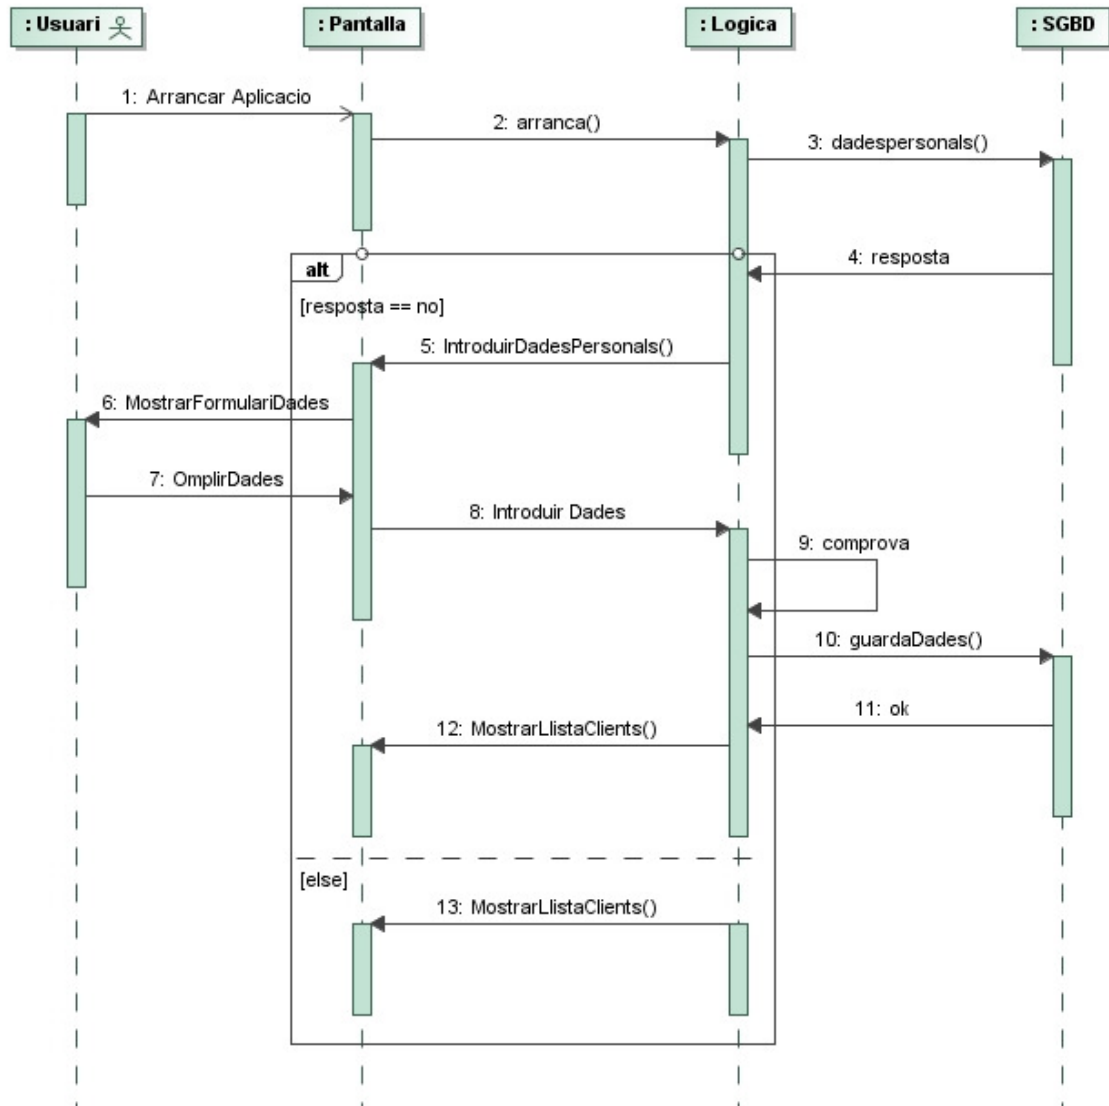 : Usuari
: Pantalla
: Logica
: SGBD
1: Arrancar Aplicacio
2: arranca()
3: dadespersonals()
alt
4: resposta
[resposta == no]
5: IntroduirDadesPersonals()
6: MostrarFormulariDades
7: OmplirDades
8: Introduir Dades
9: comprova
10: guardaDades()
11: ok
12: MostrarLlistaClients()
[else]
13: MostrarLlistaClients()